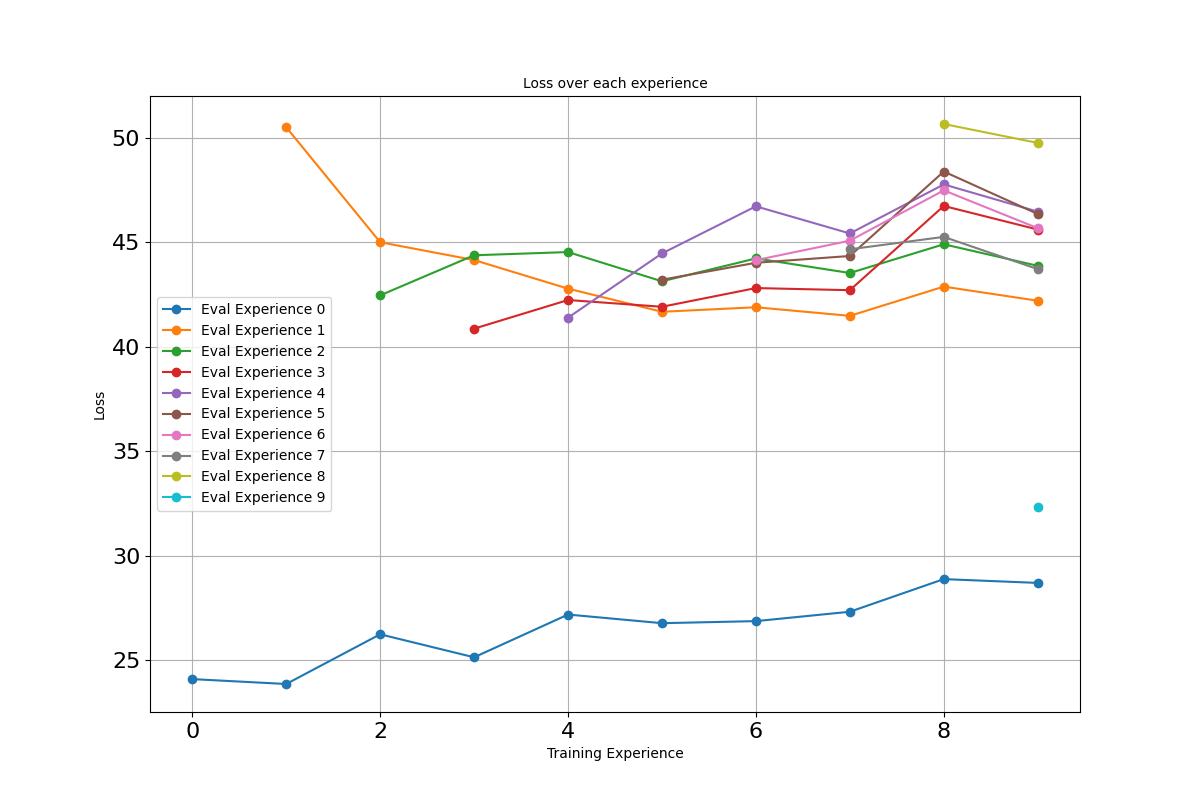 Loss over each experience
50
45
40
35
30
25
Loss
Eval Experience 0
Eval Experience 1
Eval Experience 2
Eval Experience 3
Eval Experience 4
Eval Experience 5
Eval Experience 6
Eval Experience 7
Eval Experience 8
Eval Experience 9
0 2 4 6 8
Training Experience